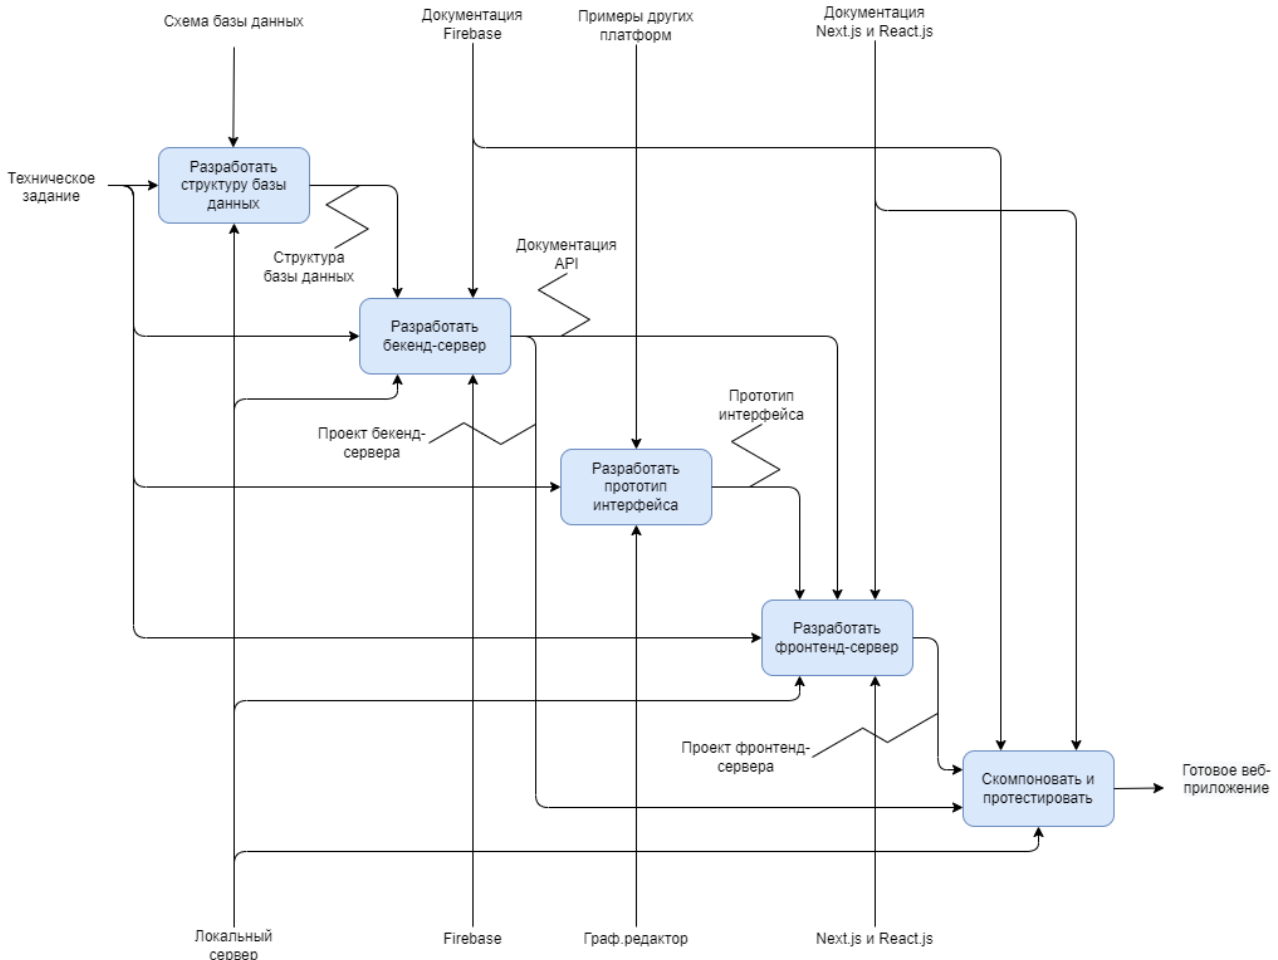 Схема базы данных
Документация
Firebase
Примеры других
платформ
Документация
Next.js и React.js
Техническое
задание
Разработать
структуру базы
данных
Структура
базы данных
Документация
API
Разработать
бекенд-сервер
Проект бекенд-
сервера
Прототип
интерфейса
Разработать
прототип
интерфейса
Разработать
фронтенд-сервер
Проект фронтенд-
сервера
Скомпоновать и
протестировать
Готовое веб-
приложение
Локальный
сервер
Firebase
Граф.редактор
Next.js и React.js